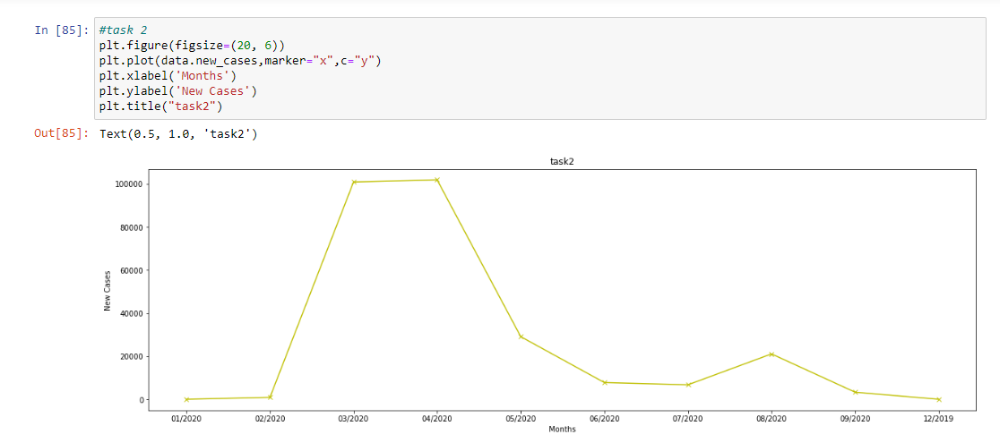 In [85]: #task 2
plt.figure(figsize=(20, 6))
plt.plot(data.new_cases,marker="x",c="y")
plt.xlabel('Months')
plt.ylabel('New Cases')
plt.title("task2")
Out[85]: Text(0.5, 1.0, 'task2')
task2
100000
80000
60000
40000
20000
0
New Cases
01/2020 02/2020 03/2020 04/2020 05/2020 06/2020 07/2020 08/2020 09/2020 12/2019
Months